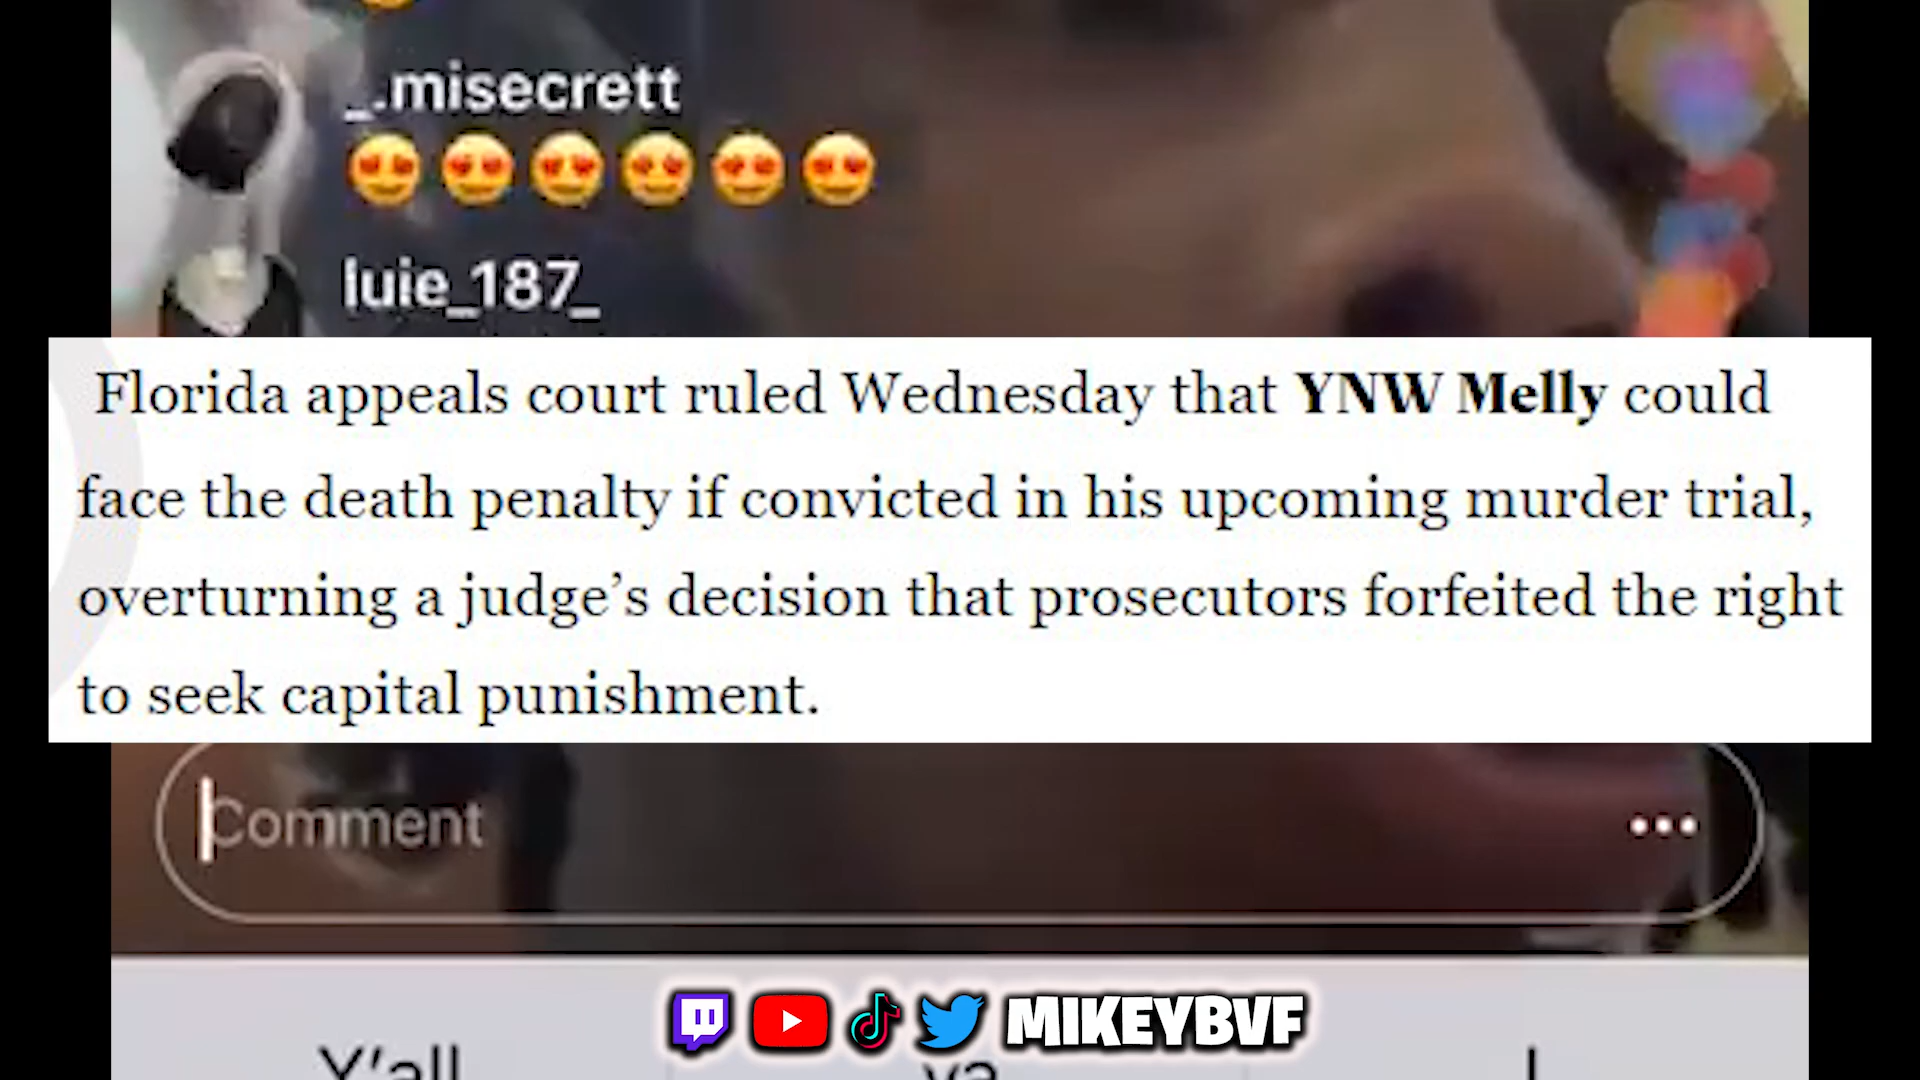 _.misecrett
luie_187_
Florida appeals court ruled Wednesday that YNW Melly could
face the death penalty if convicted in his upcoming murder trial,
overturning a judge’s decision that prosecutors forfeited the right
to seek capital punishment.
Comment
MIKEYBVF
Y'all